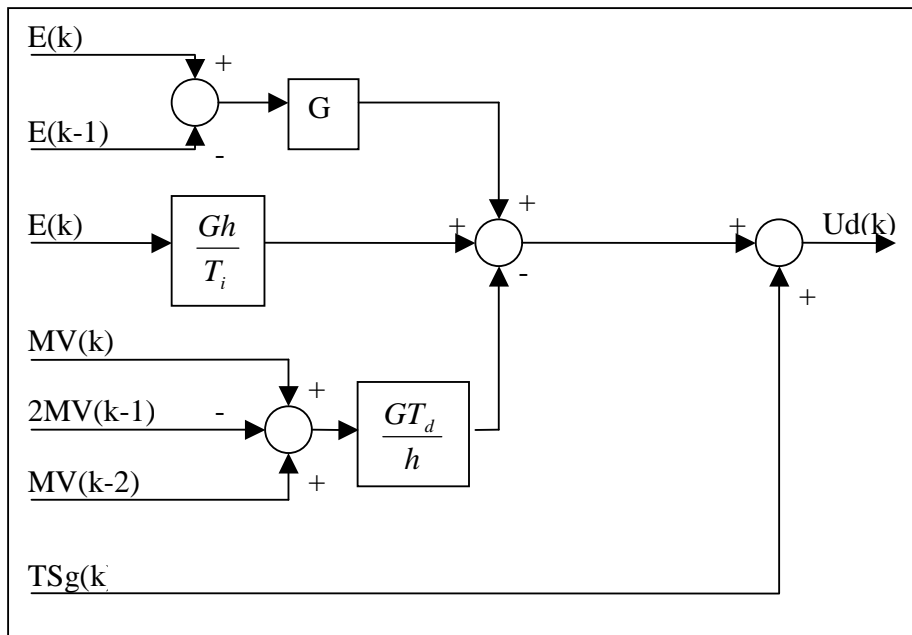 E(k)
+
G
E(k-1)
-
E(k)
Gh
T_i
+
+
-
+
Ud(k)
+
MV(k)
+
2MV(k-1)
-
GT_d
h
MV(k-2)
+
TSg(k)